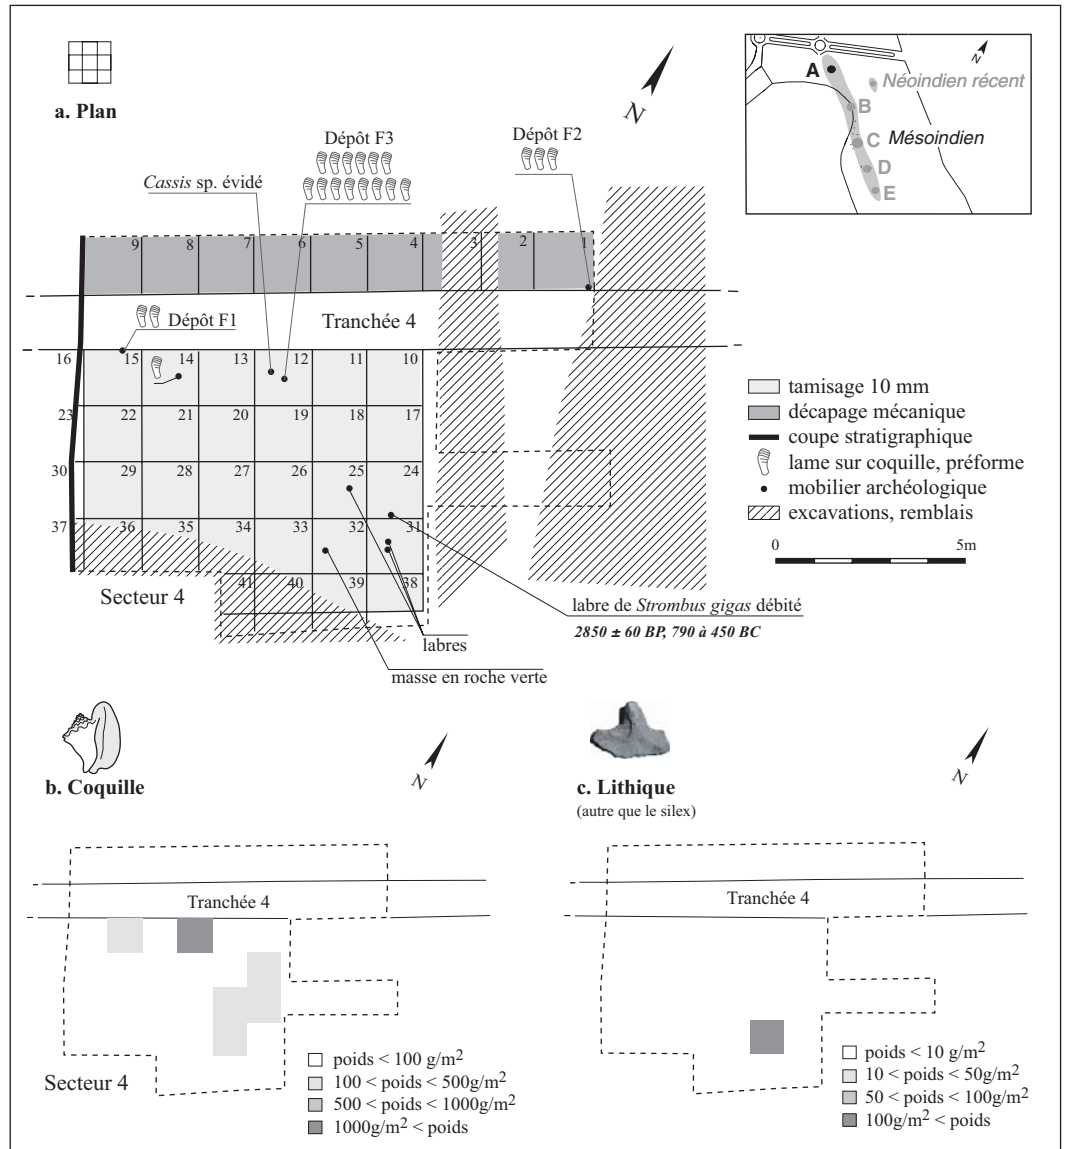 a. Plan
N
N
A
Néoindien récent
B
C Mésoindien
D
E
Dépôt F3
Dépôt F2
Cassis sp. évidé
9 8 7 6 5 4 3 2 1
Dépôt F1
Tranchée 4
16 15 14 13 12 11 10
23 22 21 20 19 18 17
30 29 28 27 26 25 24
37 36 35 34 33 32 31
41 40 39 38
Secteur 4
tamisage 10 mm
décapage mécanique
coupe stratigraphique
lame sur coquille, préforme
mobilier archéologique
excavations, remblais
0 5m
labre de Strombus gigas débité
2850 ± 60 BP, 790 à 450 BC
labres
masse en roche verte
b. Coquille
N
Tranchée 4
Secteur 4
poids < 100 g/m²
100 < poids < 500g/m²
500 < poids < 1000g/m²
1000g/m² < poids
c. Lithique
(autre que le silex)
N
Tranchée 4
poids < 10 g/m²
10 < poids < 50g/m²
50 < poids < 100g/m²
100g/m² < poids